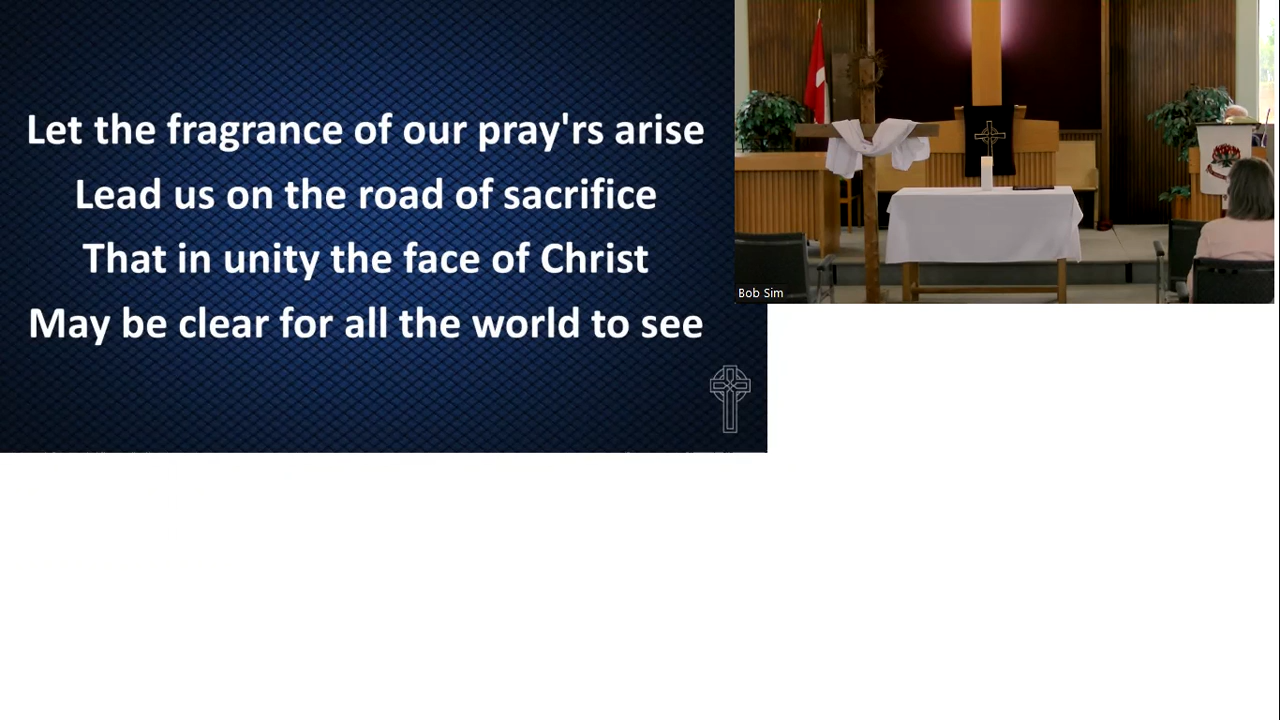 Let the fragrance of our pray'rs arise
Lead us on the road of sacrifice
That in unity the face of Christ
May be clear for all the world to see
Bob Sim